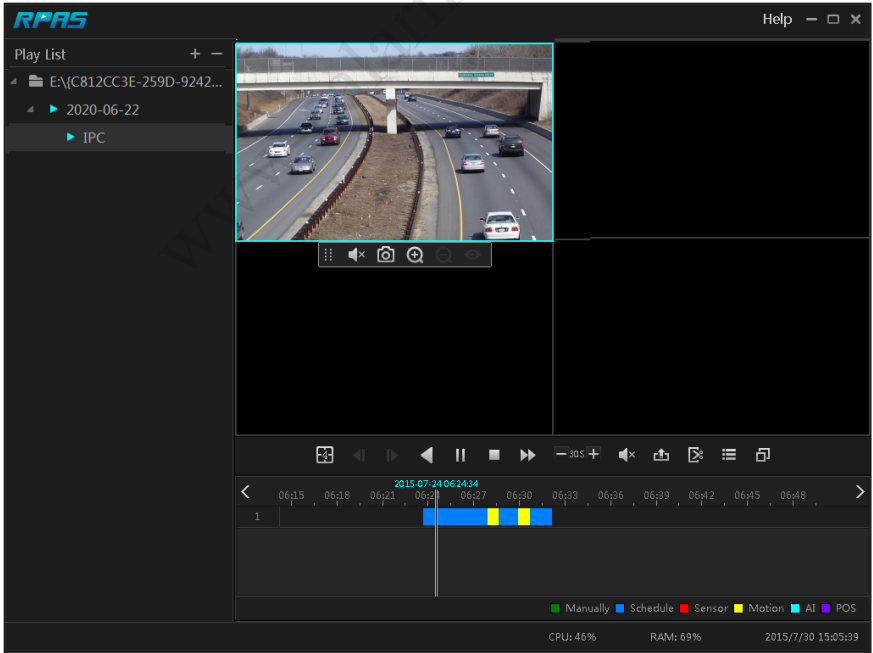 RPAS
Help
Play List
E:\{C812CC3E-259D-9242...
2020-06-22
IPC
4
30S
2015-07-24 06:24:34
06:15 06:18 06:21 06:24 06:27 06:30 06:33 06:36 06:39 06:42 06:45 06:48
1
Manually Schedule Sensor Motion AI POS
CPU: 46% RAM: 69% 2015/7/30 15:05:39